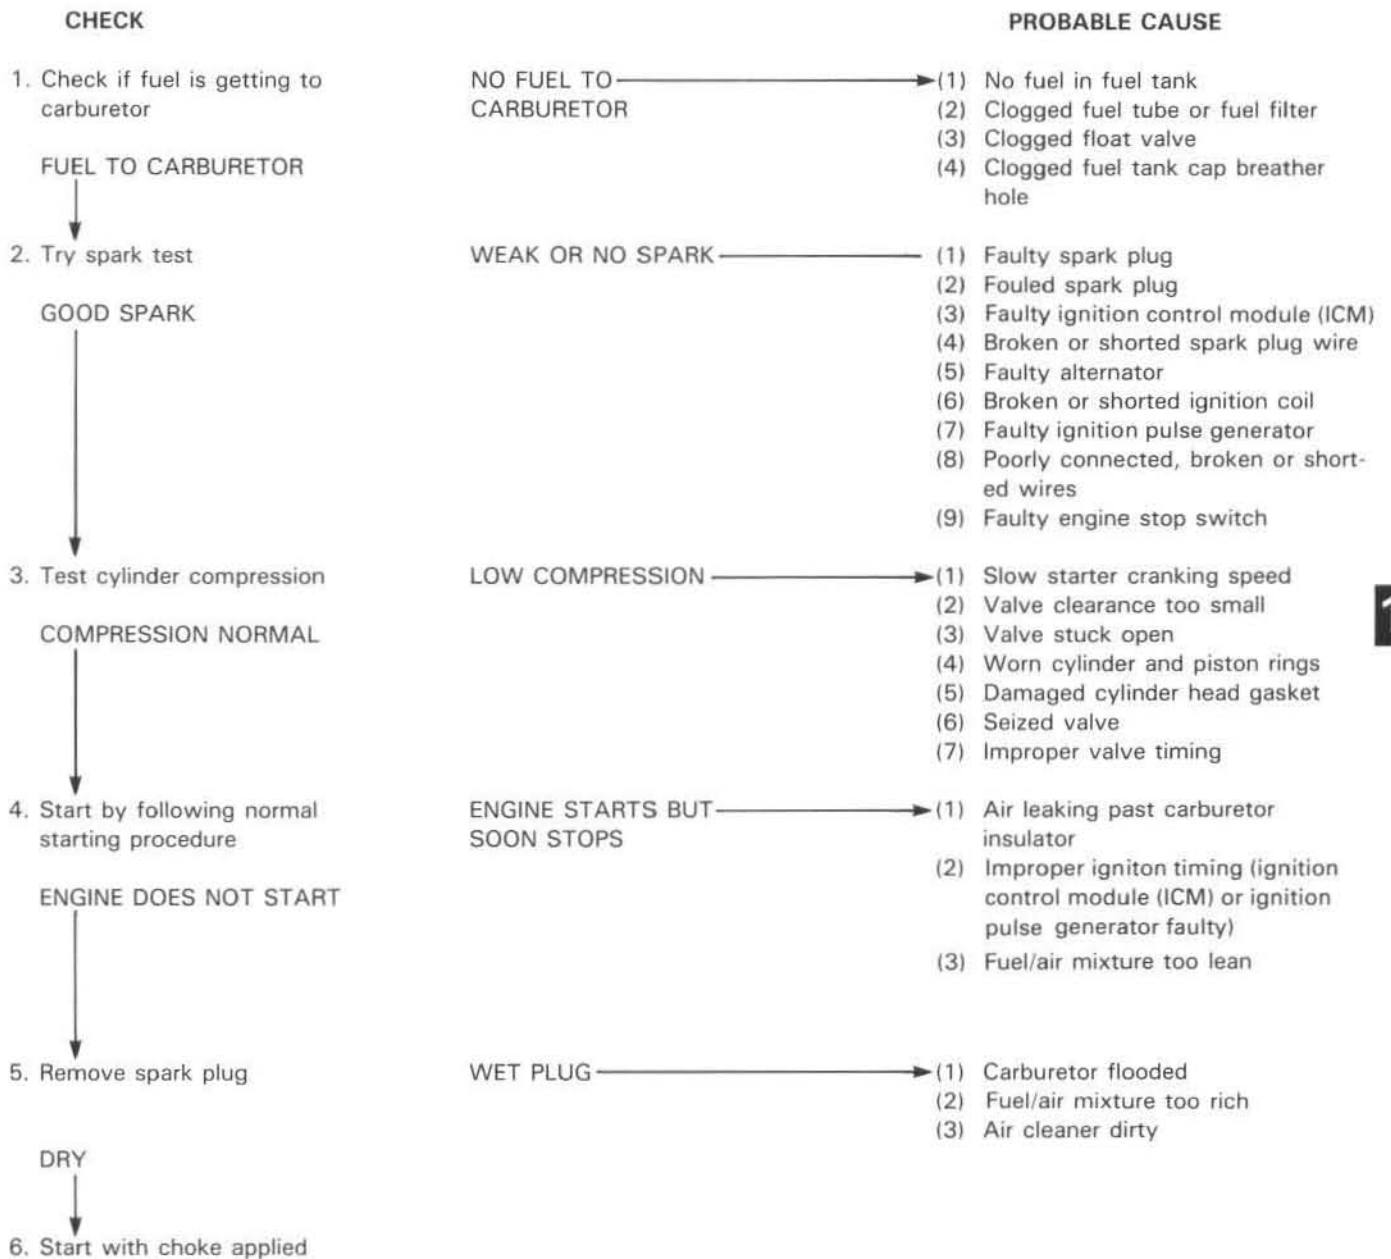 CHECK
PROBABLE CAUSE
1. Check if fuel is getting to
carburetor
NO FUEL TO
CARBURETOR
(1) No fuel in fuel tank
(2) Clogged fuel tube or fuel filter
(3) Clogged float valve
(4) Clogged fuel tank cap breather
hole
FUEL TO CARBURETOR
2. Try spark test
WEAK OR NO SPARK
(1) Faulty spark plug
(2) Fouled spark plug
(3) Faulty ignition control module (ICM)
(4) Broken or shorted spark plug wire
(5) Faulty alternator
(6) Broken or shorted ignition coil
(7) Faulty ignition pulse generator
(8) Poorly connected, broken or short-
ed wires
(9) Faulty engine stop switch
GOOD SPARK
3. Test cylinder compression
LOW COMPRESSION
(1) Slow starter cranking speed
(2) Valve clearance too small
(3) Valve stuck open
(4) Worn cylinder and piston rings
(5) Damaged cylinder head gasket
(6) Seized valve
(7) Improper valve timing
COMPRESSION NORMAL
4. Start by following normal
starting procedure
ENGINE STARTS BUT
SOON STOPS
(1) Air leaking past carburetor
insulator
(2) Improper igniton timing (ignition
control module (ICM) or ignition
pulse generator faulty)
(3) Fuel/air mixture too lean
ENGINE DOES NOT START
5. Remove spark plug
WET PLUG
(1) Carburetor flooded
(2) Fuel/air mixture too rich
(3) Air cleaner dirty
DRY
6. Start with choke applied